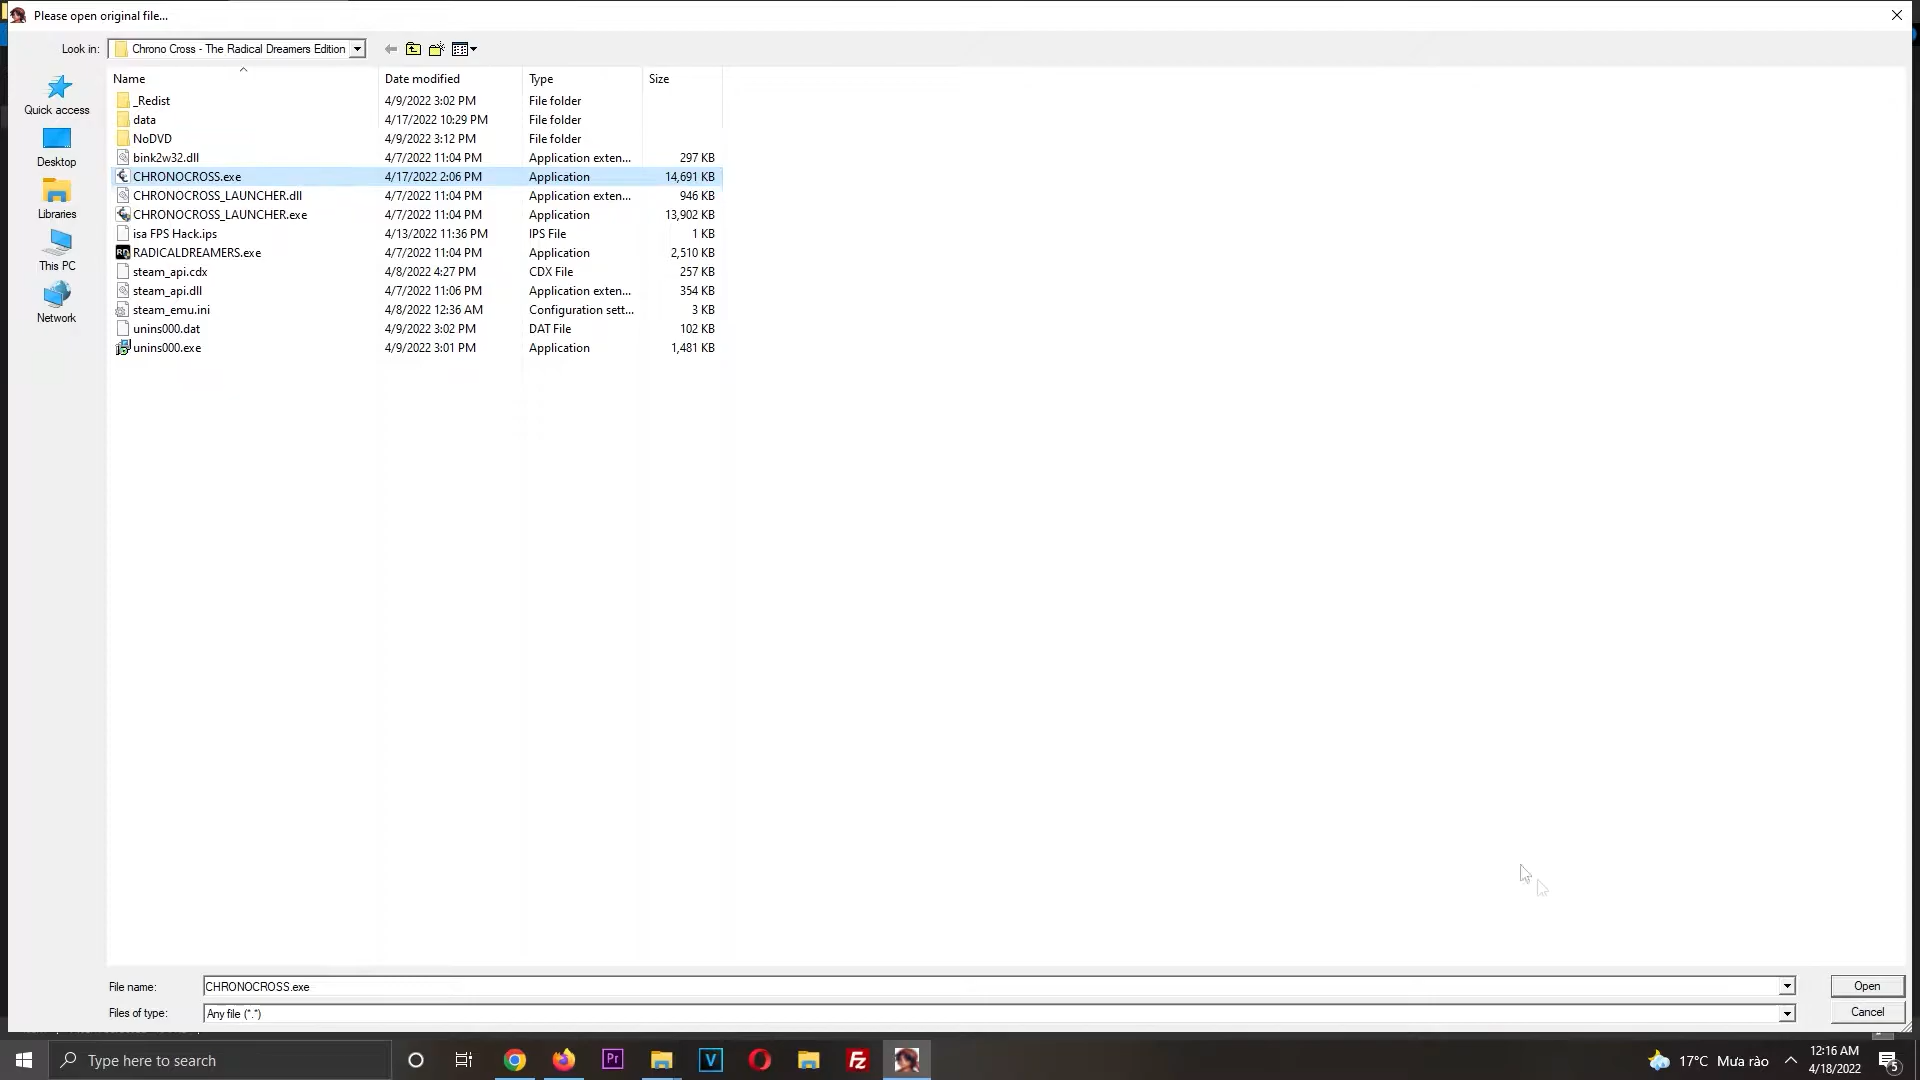 Please open original file...
Look in: Chrono Cross - The Radical Dreamers Edition
Name Date modified Type Size
_Redist 4/9/2022 3:02 PM File folder
data 4/17/2022 10:29 PM File folder
NoDVD 4/9/2022 3:12 PM File folder
bink2w32.dll 4/7/2022 11:04 PM Application exten... 297 KB
CHRONOCROSS.exe 4/17/2022 2:06 PM Application 14,691 KB
CHRONOCROSS_LAUNCHER.dll 4/7/2022 11:04 PM Application exten... 946 KB
CHRONOCROSS_LAUNCHER.exe 4/7/2022 11:04 PM Application 13,902 KB
isa FPS Hack.ips 4/13/2022 11:36 PM IPS File 1 KB
RADICALDREAMERS.exe 4/7/2022 11:04 PM Application 2,510 KB
steam_api.cdx 4/8/2022 4:27 PM CDX File 257 KB
steam_api.dll 4/7/2022 11:06 PM Application exten... 354 KB
steam_emu.ini 4/8/2022 12:36 AM Configuration sett... 3 KB
unins000.dat 4/9/2022 3:02 PM DAT File 102 KB
unins000.exe 4/9/2022 3:01 PM Application 1,481 KB
Quick access
Desktop
Libraries
This PC
Network
File name: CHRONOCROSS.exe Open
Files of type: Any file (*.*) Cancel
Type here to search
Pr
V
Fz
17°C Mưa rào
12:16 AM
4/18/2022
5